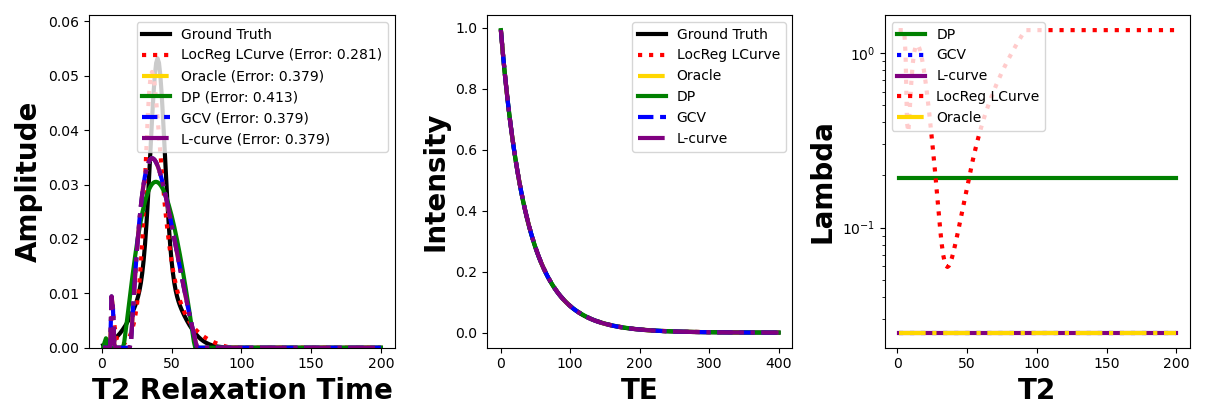 0.06
0.05
0.04
0.03
0.02
0.01
0.00
Amplitude
Ground Truth
LocReg LCurve (Error: 0.281)
Oracle (Error: 0.379)
DP (Error: 0.413)
GCV (Error: 0.379)
L-curve (Error: 0.379)
0 50 100 150 200
T2 Relaxation Time
1.0
0.8
0.6
0.4
0.2
0.0
Intensity
Ground Truth
LocReg LCurve
Oracle
DP
GCV
L-curve
0 100 200 300 400
TE
10⁰
10⁻¹
Lambda
DP
GCV
L-curve
LocReg LCurve
Oracle
0 50 100 150 200
T2